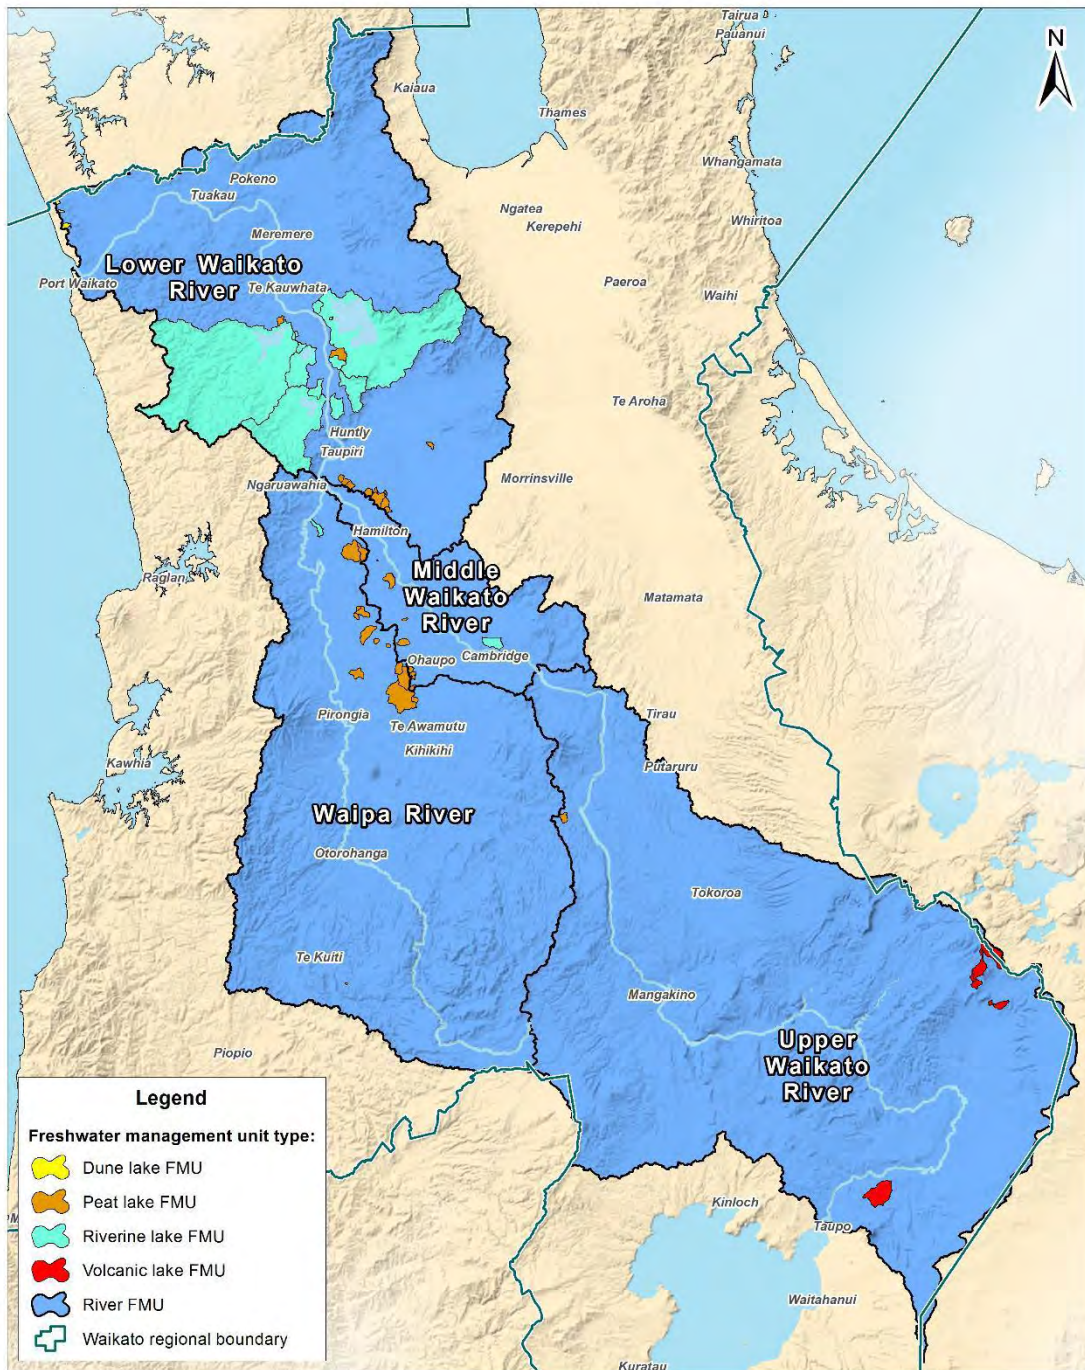 Tairua
Pauanui
N
Kaiaua
Thames
Whangamata
Pokeno
Tuakau
Ngatea
Whiritoa
Kerepehi
Meremere
Lower Waikato
River
Port Waikato
Te Kauwhata
Paeroa
Waihi
Te Aroha
Huntly
Taupiri
Ngaruawahia
Morrinsville
Hamilton
Raglan
Middle
Waikato
River
Matamata
Ohaupo
Cambridge
Pirongia
Te Awamutu
Tirau
Kihikihi
Kawhia
Putaruru
Waipa River
Otorohanga
Tokoroa
Te Kuiti
Mangakino
Piopio
Upper
Waikato
River
Kinloch
Taupo
Waitahanui
Kuratau
Legend
Freshwater management unit type:
Dune lake FMU
Peat lake FMU
Riverine lake FMU
Volcanic lake FMU
River FMU
Waikato regional boundary